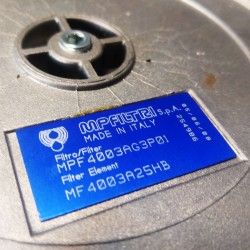 MPFILTRI S.p.A.
MADE IN ITALY
Filtro/Filter
MPF4003AG3P01
Filter Element
MF4003A25HB